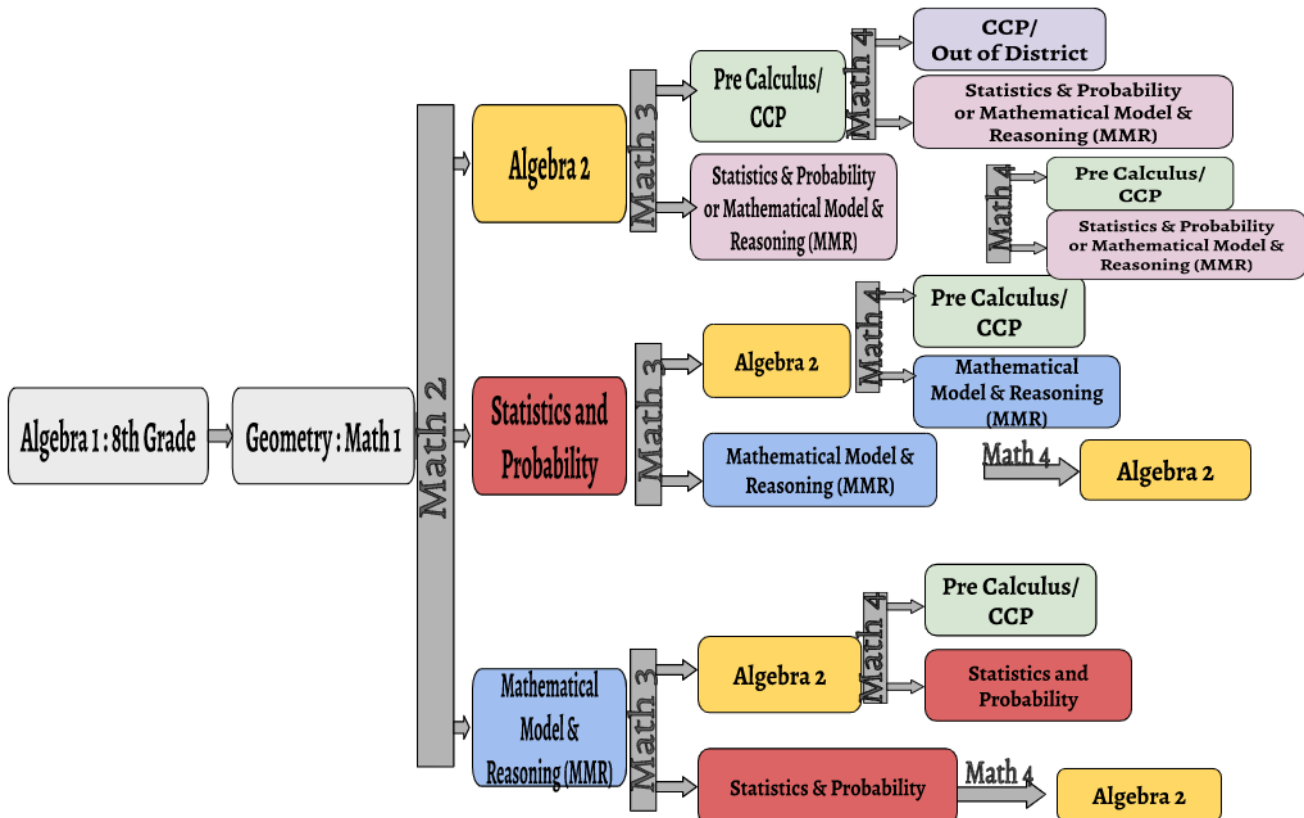 Algebra 1 : 8th Grade
Geometry : Math 1
Math 2
Algebra 2
Math 3
Pre Calculus/
CCP
Math 4
CCP/
Out of District
Statistics & Probability
or Mathematical Model &
Reasoning (MMR)
Statistics & Probability
or Mathematical Model &
Reasoning (MMR)
Math 4
Pre Calculus/
CCP
Statistics & Probability
or Mathematical Model &
Reasoning (MMR)
Statistics and
Probability
Math 3
Algebra 2
Math 4
Pre Calculus/
CCP
Mathematical
Model & Reasoning
(MMR)
Mathematical Model &
Reasoning (MMR)
Math 4
Algebra 2
Mathematical
Model &
Reasoning (MMR)
Math 3
Algebra 2
Math 4
Pre Calculus/
CCP
Statistics and
Probability
Statistics & Probability
Math 4
Algebra 2